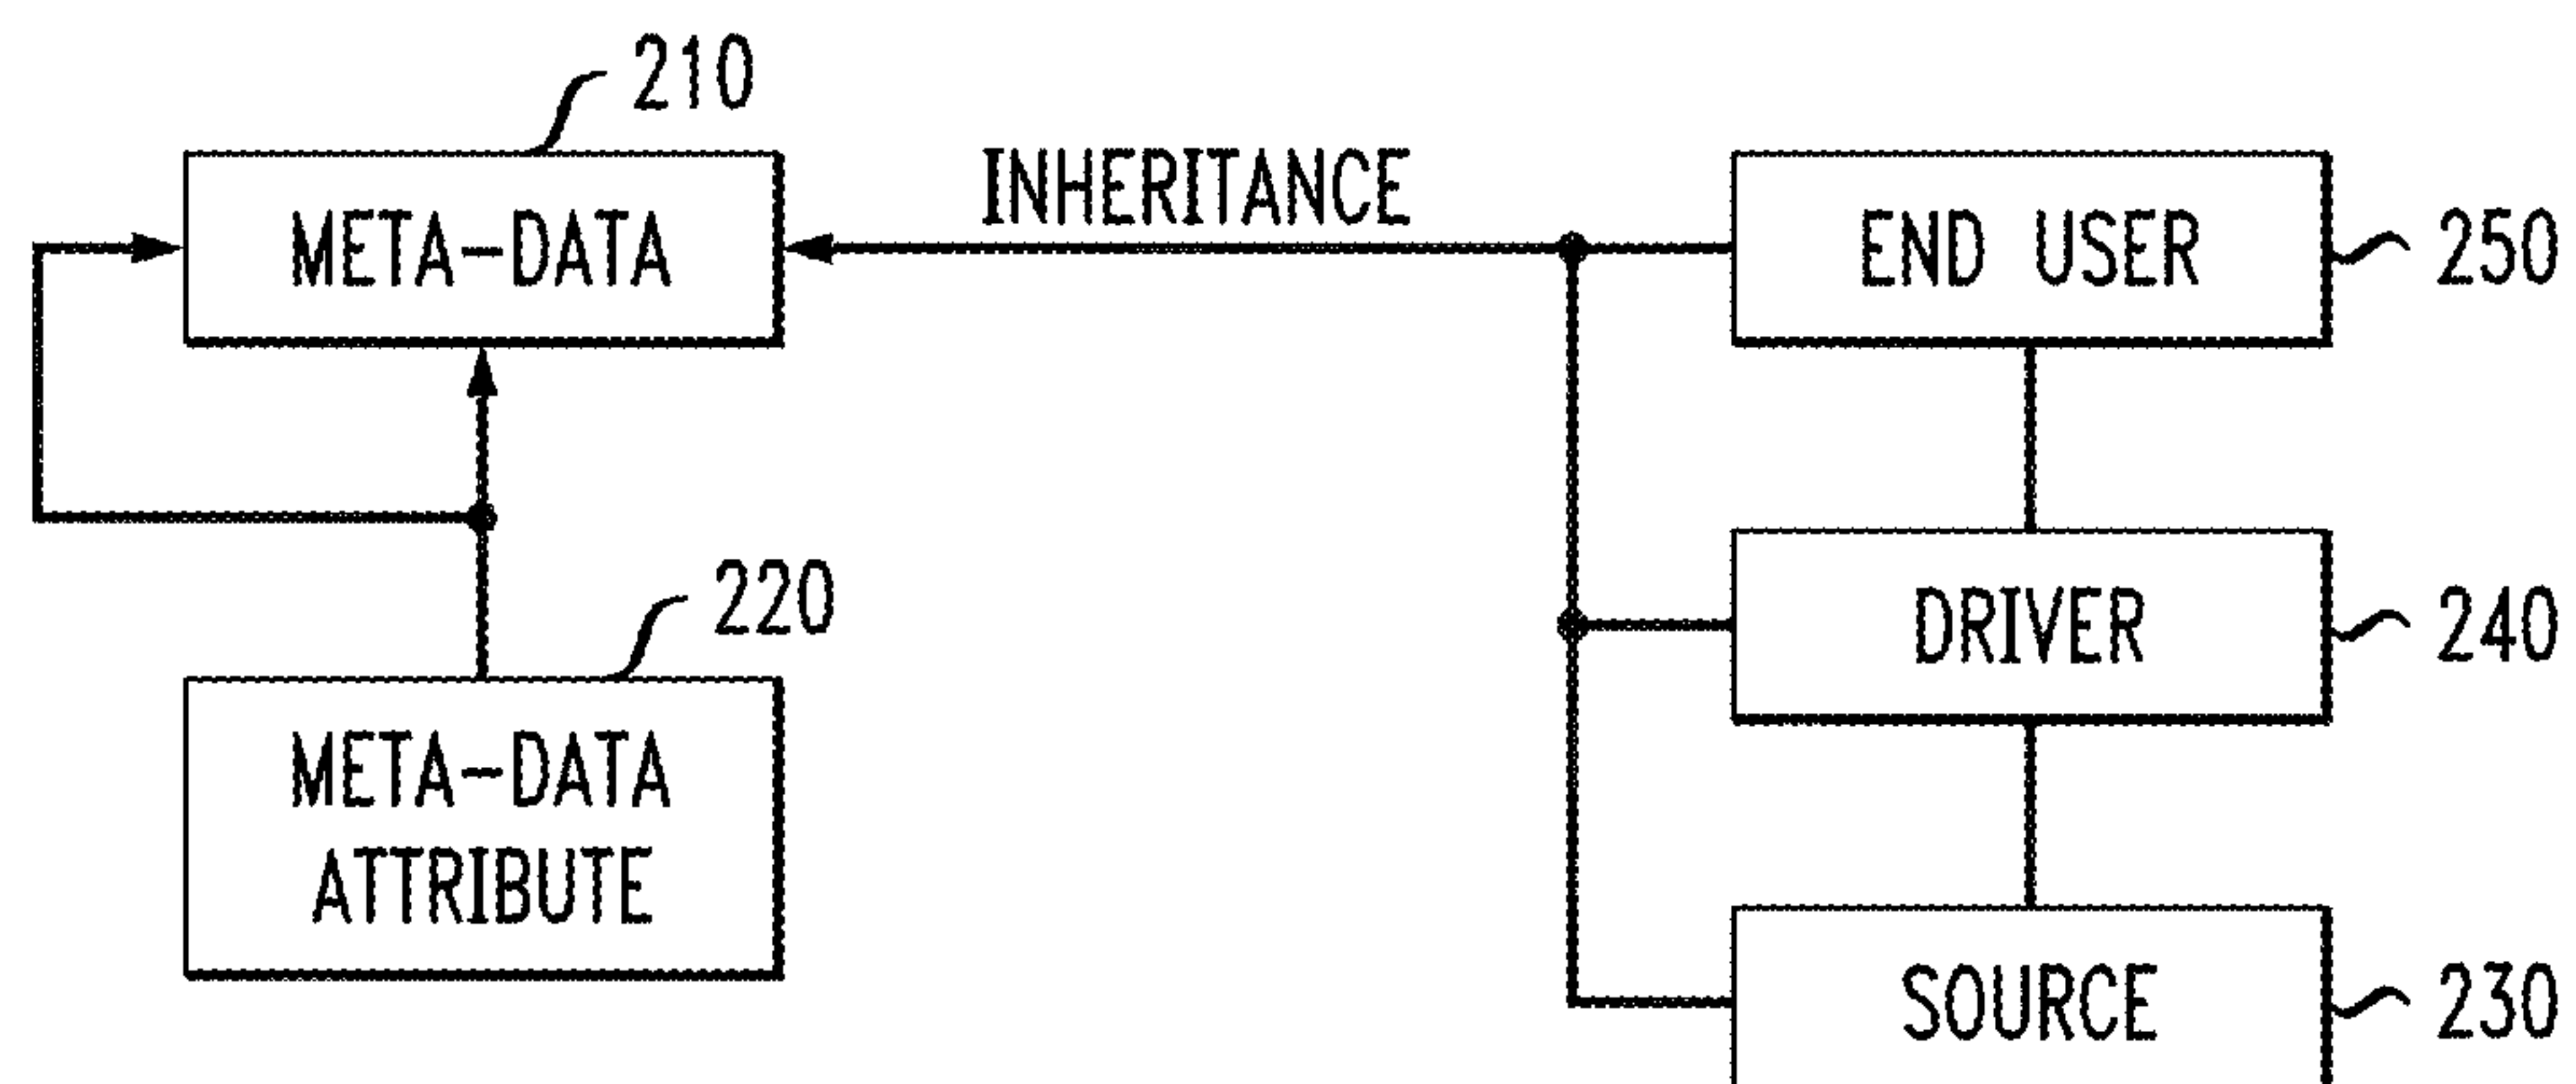 210
META-DATA
INHERITANCE
END USER
250
220
DRIVER
240
META-DATA
ATTRIBUTE
SOURCE
230